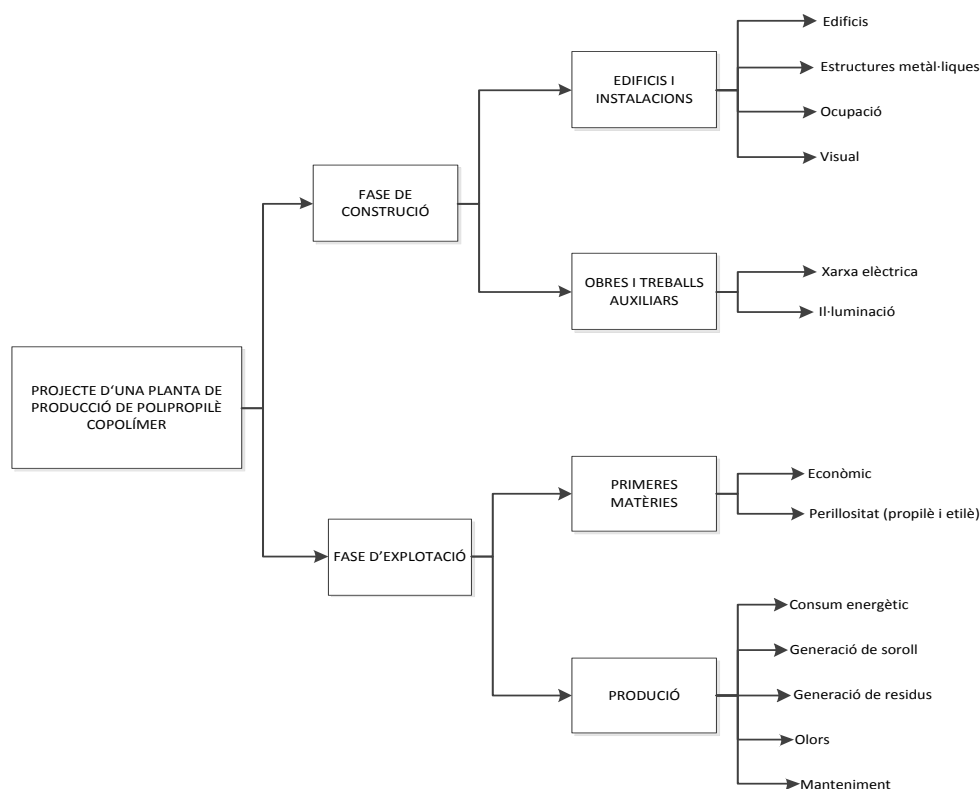 PROJECTE D'UNA PLANTA DE
PRODUCCIÓ DE POLIPROPILÈ
COPOLÍMER
FASE DE
CONSTRUCIÓ
EDIFICIS I
INSTALACIONS
Edificis
Estructures metàl·liques
Ocupació
Visual
OBRES I TREBALLS
AUXILIARS
Xarxa elèctrica
Il·luminació
FASE D'EXPLOTACIÓ
PRIMERES
MATÈRIES
Econòmic
Perillositat (propilè i etilè)
PRODUCIÓ
Consum energètic
Generació de soroll
Generació de residus
Olors
Manteniment